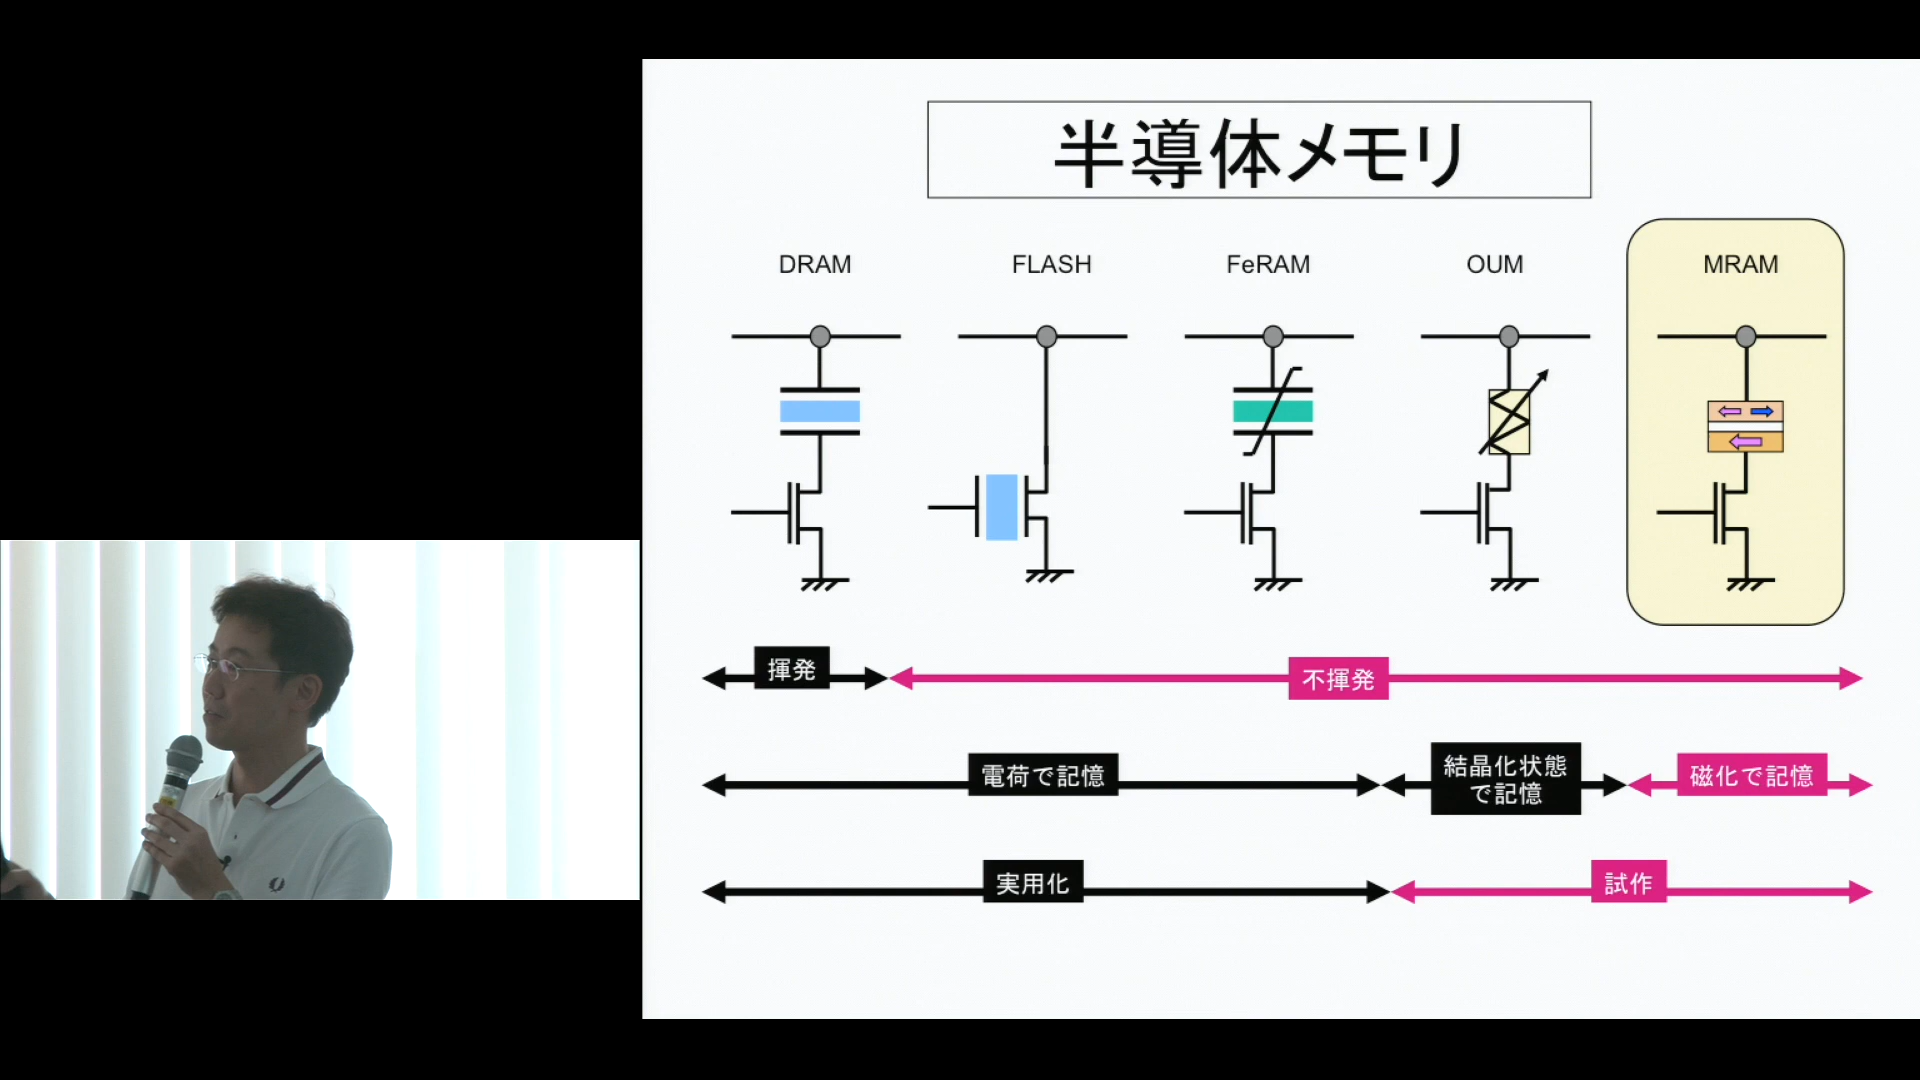 半導体メモリ
DRAM
FLASH
FeRAM
OUM
MRAM
揮発
不揮発
電荷で記憶
結晶化状態
で記憶
磁化で記憶
実用化
試作